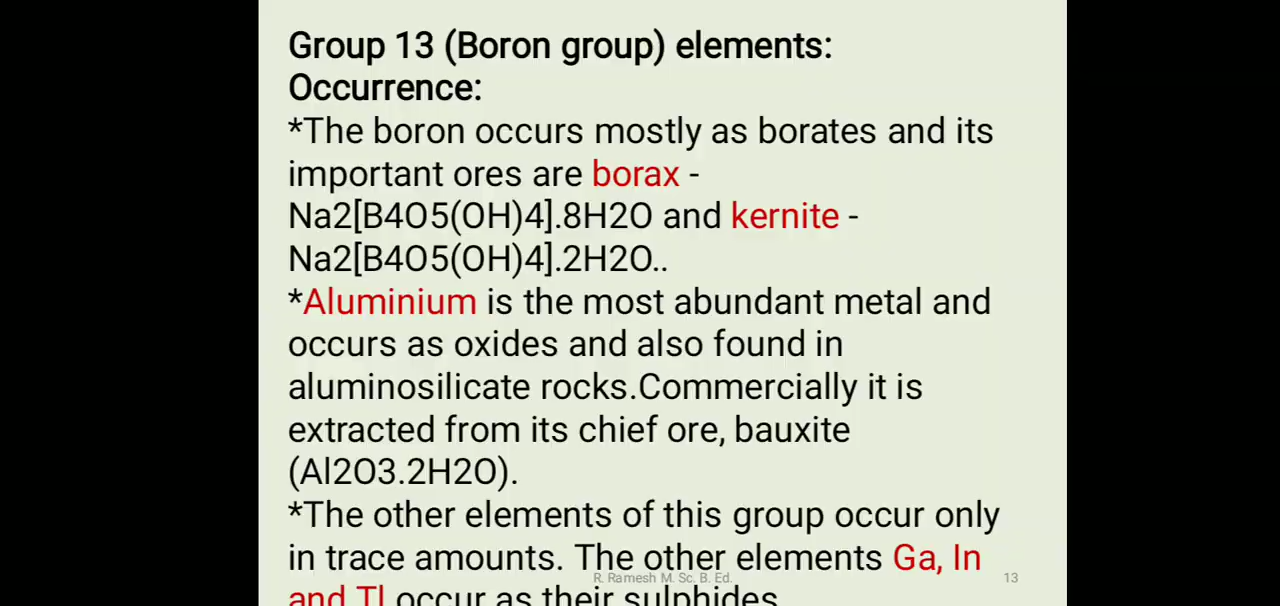 Group 13 (Boron group) elements:
Occurrence:
*The boron occurs mostly as borates and its
important ores are borax -
Na2[B4O5(OH)4].8H2O and kernite -
Na2[B4O5(OH)4].2H2O..
*Aluminium is the most abundant metal and
occurs as oxides and also found in
aluminosilicate rocks.Commercially it is
extracted from its chief ore, bauxite
(Al2O3.2H2O).
*The other elements of this group occur only
in trace amounts. The other elements Ga, In
R. Ramesh M. Sc. B. Ed.
13
and Tl occur as their sulphides